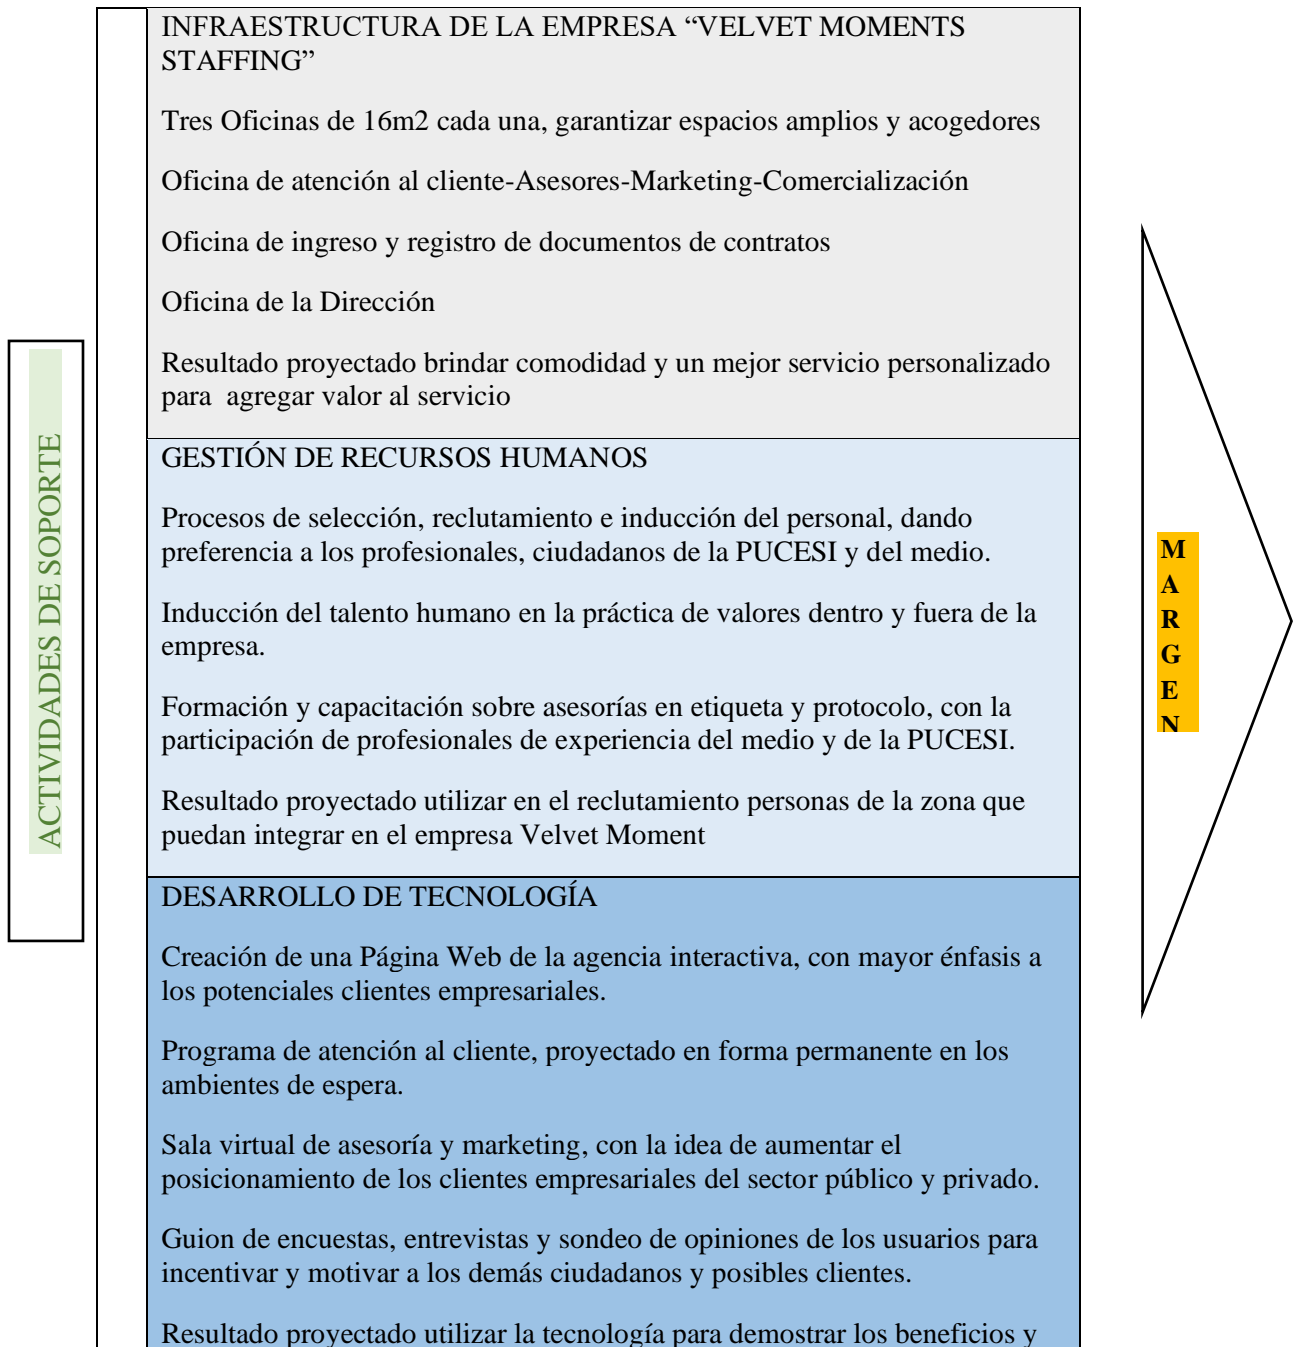 INFRAESTRUCTURA DE LA EMPRESA “VELVET MOMENTS
STAFFING”
Tres Oficinas de 16m2 cada una, garantizar espacios amplios y acogedores
Oficina de atención al cliente-Asesores-Marketing-Comercialización
Oficina de ingreso y registro de documentos de contratos
Oficina de la Dirección
Resultado proyectado brindar comodidad y un mejor servicio personalizado
para  agregar valor al servicio
ACTIVIDADES DE SOPORTE
GESTIÓN DE RECURSOS HUMANOS
Procesos de selección, reclutamiento e inducción del personal, dando
preferencia a los profesionales, ciudadanos de la PUCESI y del medio.
Inducción del talento humano en la práctica de valores dentro y fuera de la
empresa.
Formación y capacitación sobre asesorías en etiqueta y protocolo, con la
participación de profesionales de experiencia del medio y de la PUCESI.
Resultado proyectado utilizar en el reclutamiento personas de la zona que
puedan integrar en el empresa Velvet Moment
DESARROLLO DE TECNOLOGÍA
Creación de una Página Web de la agencia interactiva, con mayor énfasis a
los potenciales clientes empresariales.
Programa de atención al cliente, proyectado en forma permanente en los
ambientes de espera.
Sala virtual de asesoría y marketing, con la idea de aumentar el
posicionamiento de los clientes empresariales del sector público y privado.
Guion de encuestas, entrevistas y sondeo de opiniones de los usuarios para
incentivar y motivar a los demás ciudadanos y posibles clientes.
Resultado proyectado utilizar la tecnología para demostrar los beneficios y
M
A
R
G
E
N